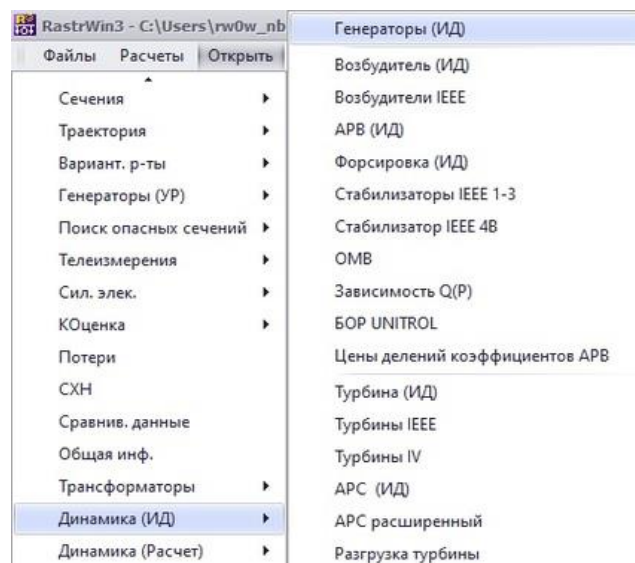 RastrWin3 - C:\Users\rw0w_nb
Файлы Расчеты Открыть
Сечения
Траектория
Вариант. р-ты
Генераторы (УР)
Поиск опасных сечений
Телеизмерения
Сил. элек.
КОценка
Потери
СХН
Сравнив. данные
Общая инф.
Трансформаторы
Динамика (ИД)
Динамика (Расчет)
Генераторы (ИД)
Возбудитель (ИД)
Возбудители IEEE
АРВ (ИД)
Форсировка (ИД)
Стабилизаторы IEEE 1-3
Стабилизатор IEEE 4B
ОМВ
Зависимость Q(P)
БОР UNITROL
Цены делений коэффициентов АРВ
Турбина (ИД)
Турбины IEEE
Турбины IV
АРС (ИД)
АРС расширенный
Разгрузка турбины